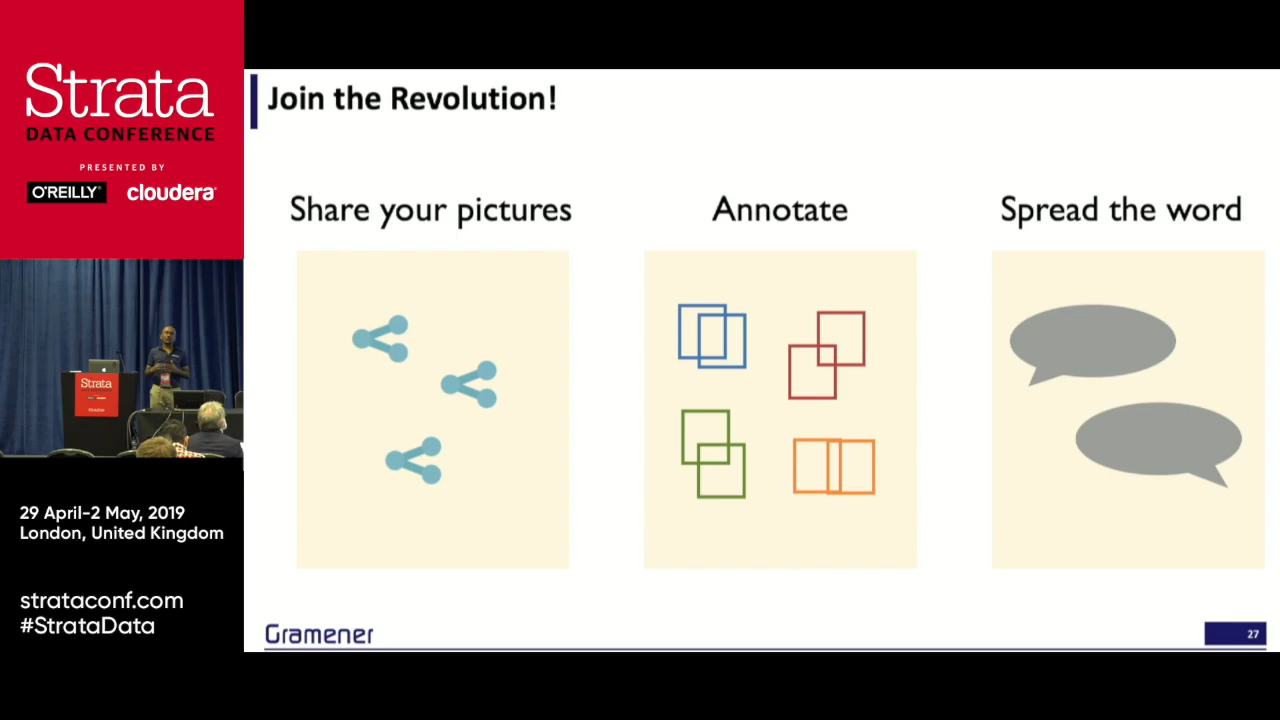 Strata
DATA CONFERENCE
PRESENTED BY
O'REILLY®
cloudera
29 April-2 May, 2019
London, United Kingdom
strataconf.com
#StrataData
Join the Revolution!
Share your pictures
Annotate
Spread the word
Gramener
27
Strata